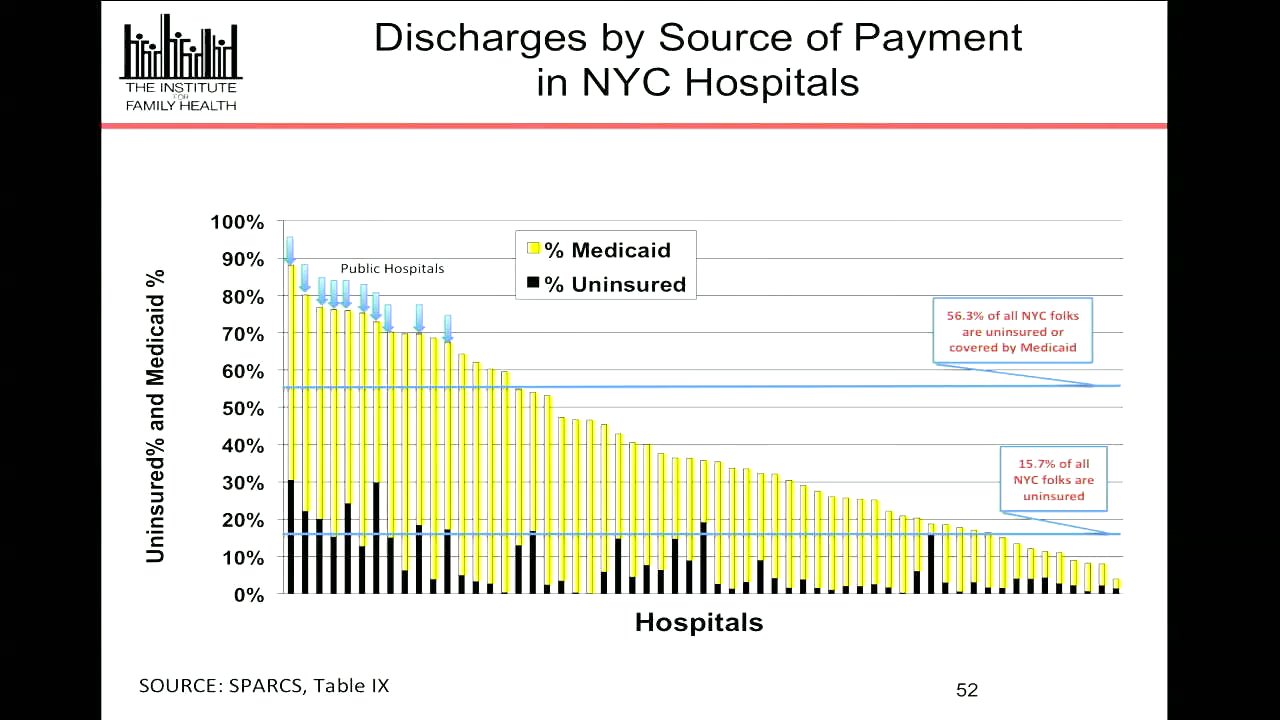 Discharges by Source of Payment
in NYC Hospitals
THE INSTITUTE
FOR
FAMILY HEALTH
100%
90%
80%
70%
60%
50%
40%
30%
20%
10%
0%
Uninsured% and Medicaid %
Public Hospitals
% Medicaid
% Uninsured
56.3% of all NYC folks
are uninsured or
covered by Medicaid
15.7% of all
NYC folks are
uninsured
Hospitals
SOURCE: SPARCS, Table IX
52